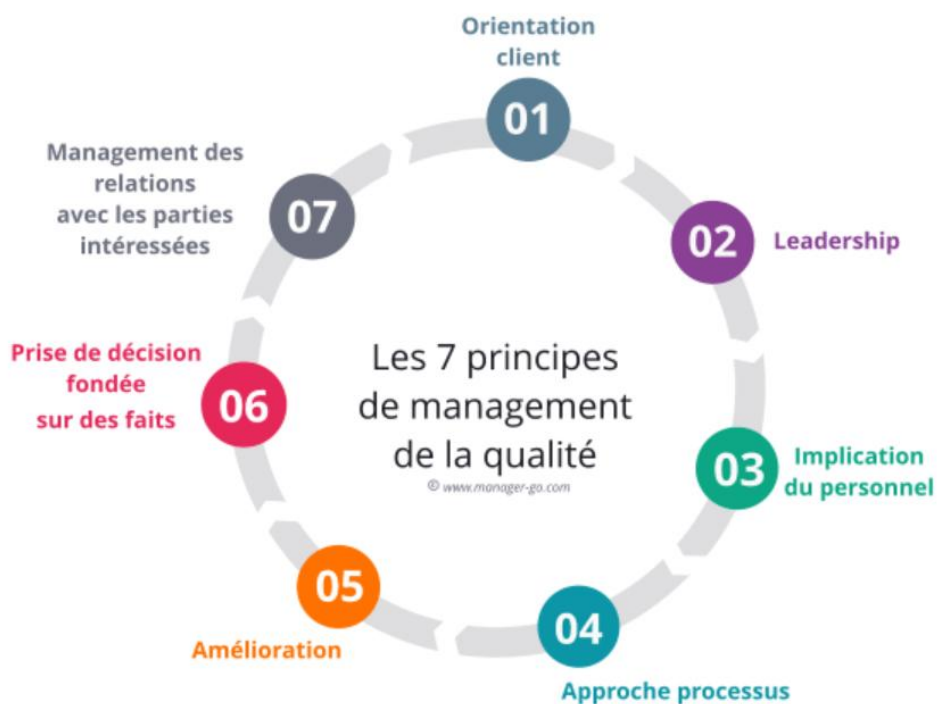 Orientation
client
01
02
Leadership
03
Implication
du personnel
04
Approche processus
05
Amélioration
06
Prise de décision
fondée
sur des faits
07
Management des
relations
avec les parties
intéressées
Les 7 principes
de management
de la qualité
© www.manager-go.com